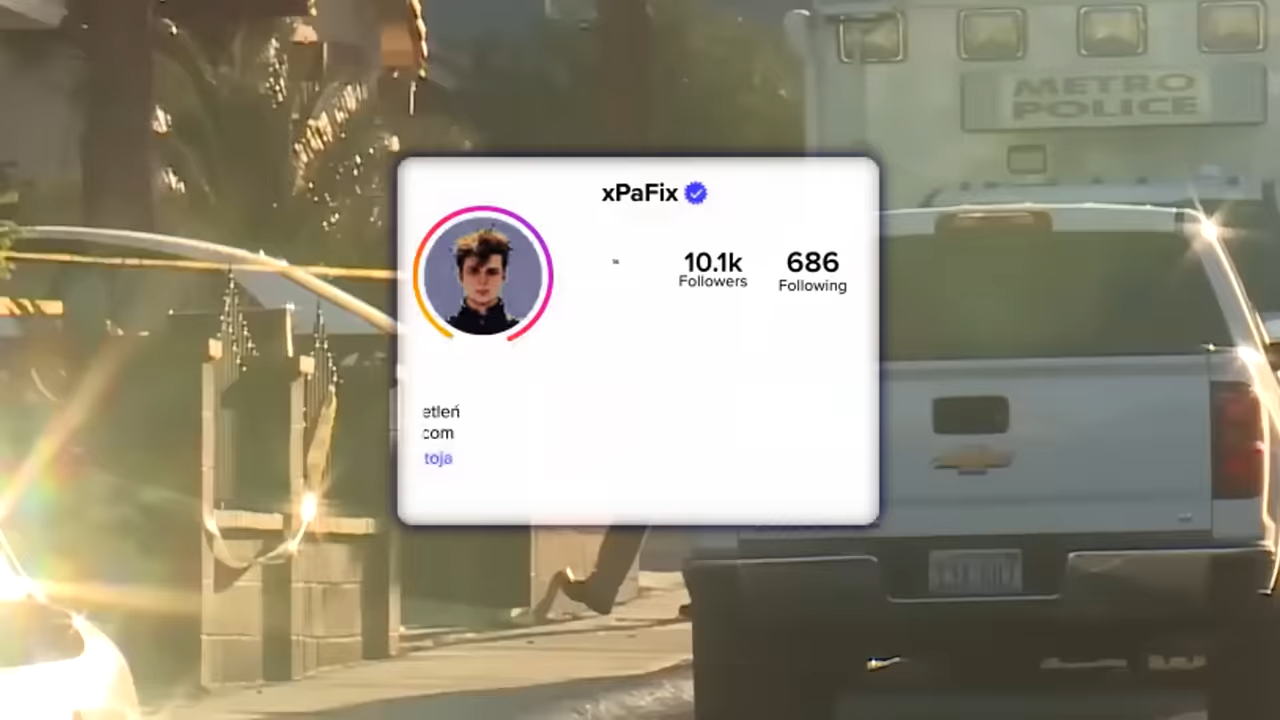 METRO
POLICE
xPaFix
10.1k
686
Followers
Following
etleń
com
toja